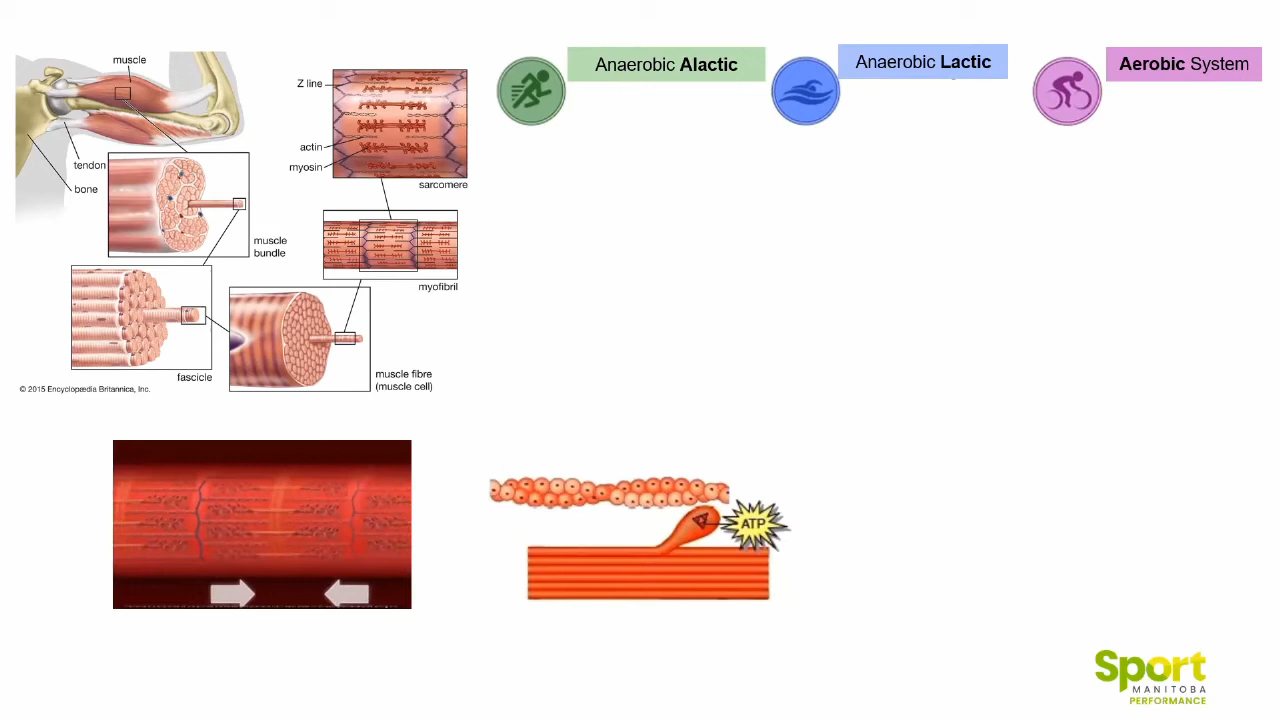 muscle
tendon
bone
muscle
bundle
fascicle
© 2015 Encyclopædia Britannica, Inc.
Z line
actin
myosin
sarcomere
myofibril
muscle fibre
(muscle cell)
Anaerobic Alactic
Anaerobic Lactic
Aerobic System
ATP
Sport
MANITOBA
PERFORMANCE